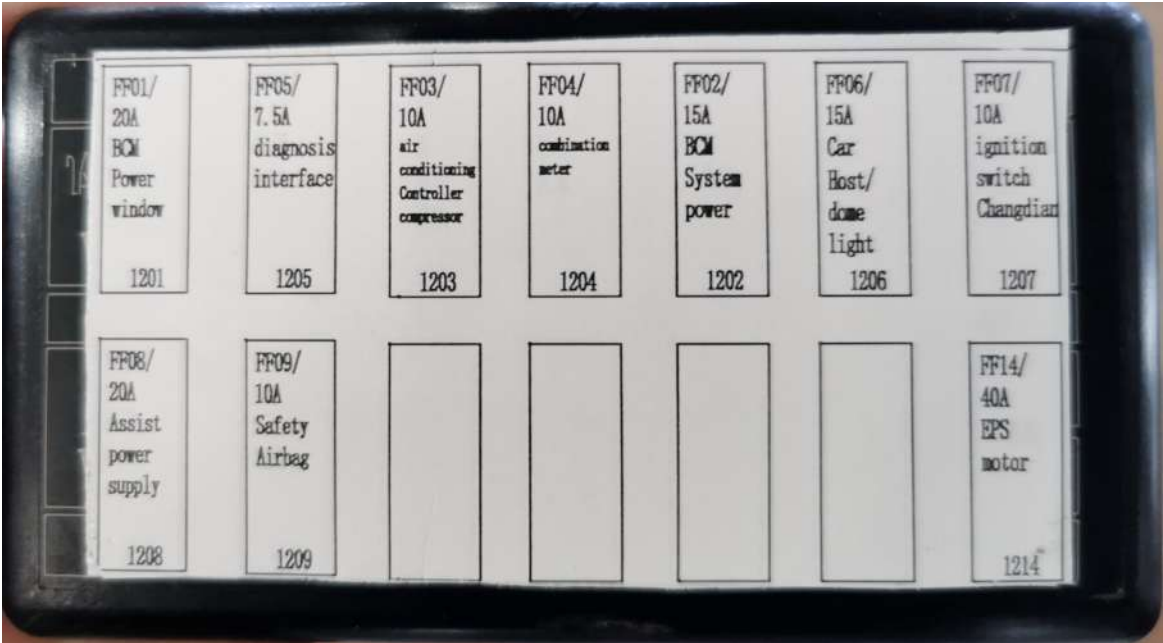 FF01/
20A
BCM
Power
window
1201
FF05/
7.5A
diagnosis
interface
1205
FF03/
10A
air
conditioning
Controller
compressor
1203
FF04/
10A
combination
meter
1204
FF02/
15A
BCM
System
power
1202
FF06/
15A
Car
Host/
dome
light
1206
FF07/
10A
ignition
switch
Changdian
1207
FF08/
20A
Assist
power
supply
1208
FF09/
10A
Safety
Airbag
1209
FF14/
40A
EPS
motor
1214